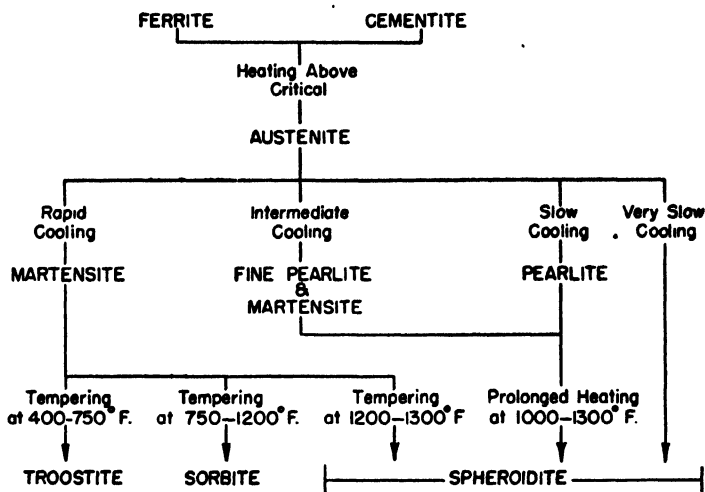 FERRITE CEMENTITE
Heating Above
Critical
AUSTENITE
Rapid
Cooling
Intermediate
Cooling
Slow
Cooling
Very Slow
Cooling
MARTENSITE
FINE PEARLITE
&
MARTENSITE
PEARLITE
Tempering
at 400-750° F.
Tempering
at 750-1200° F.
Tempering
at 1200-1300° F
Prolonged Heating
at 1000-1300° F
TROOSTITE
SORBITE
SPHEROIDITE